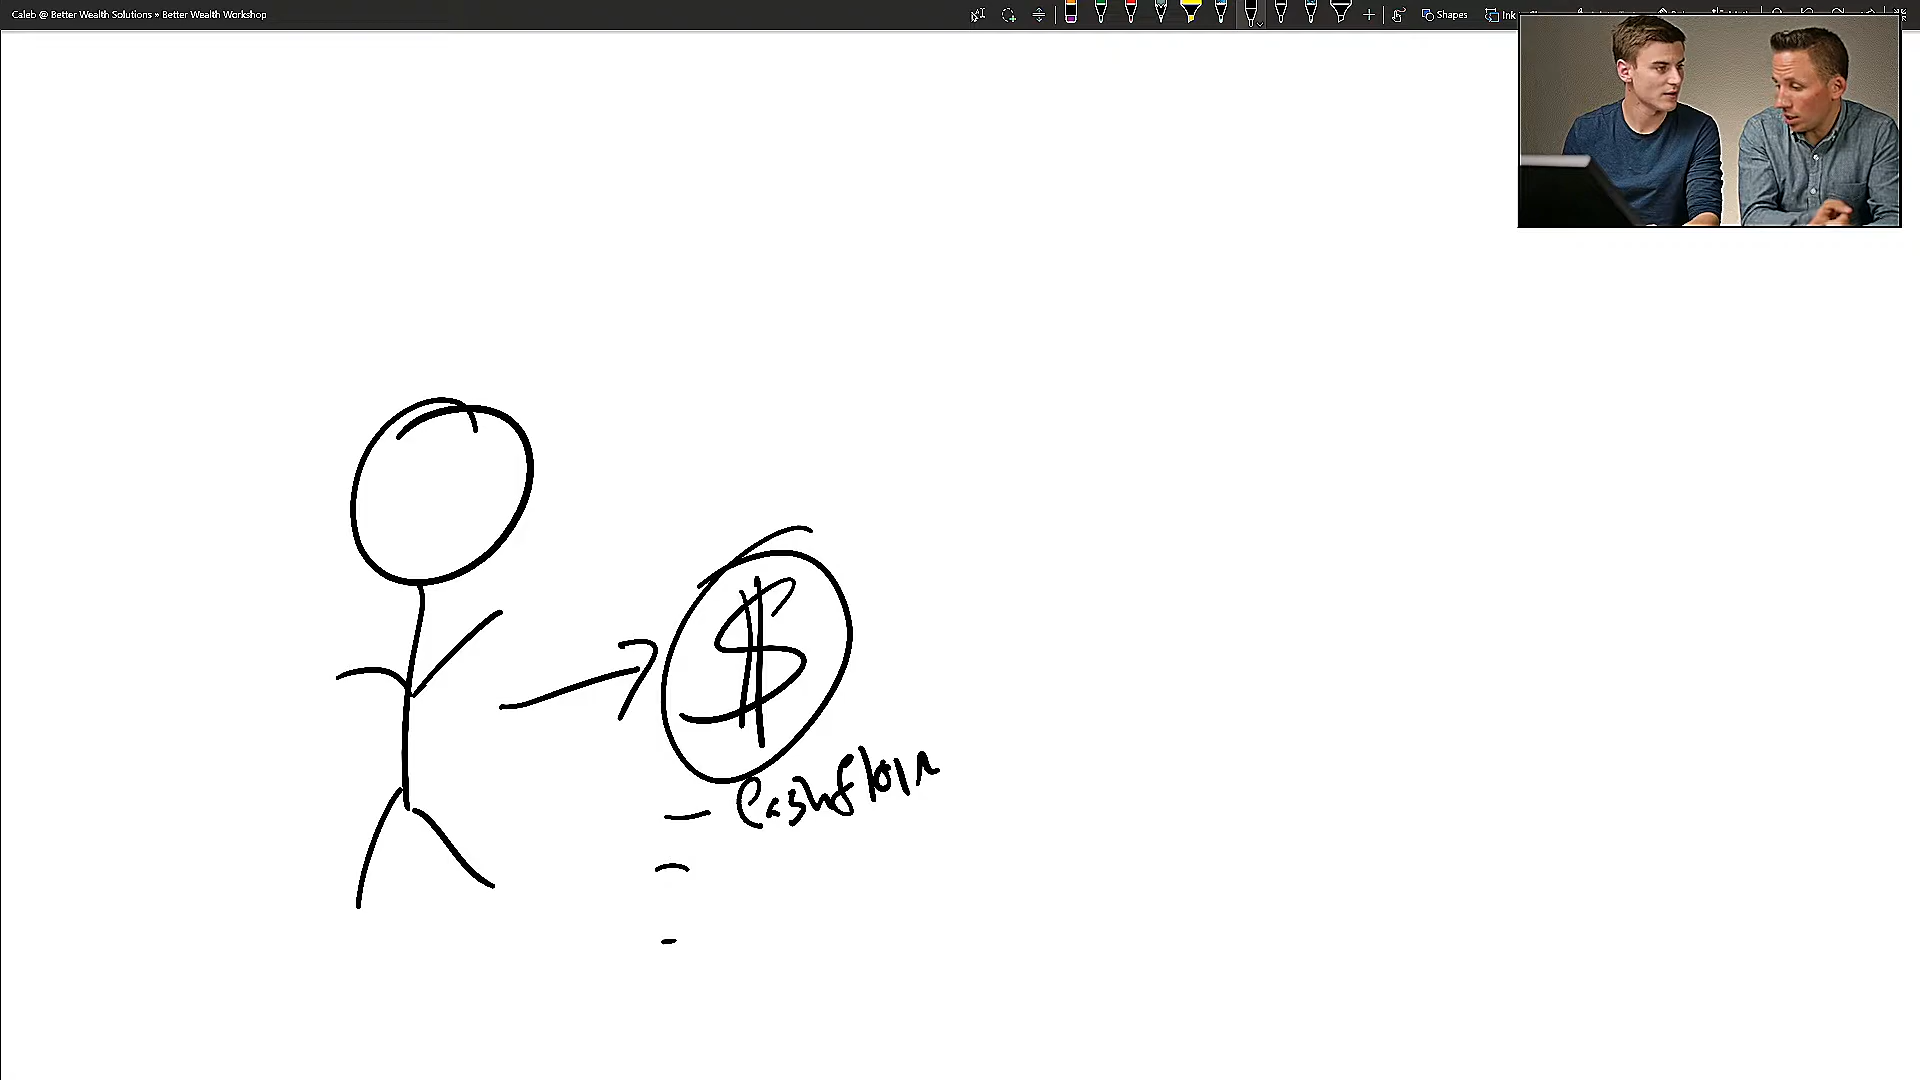 Caleb @ Better Wealth Solutions » Better Wealth Workshop
Shapes
Ink
$
Cashflow